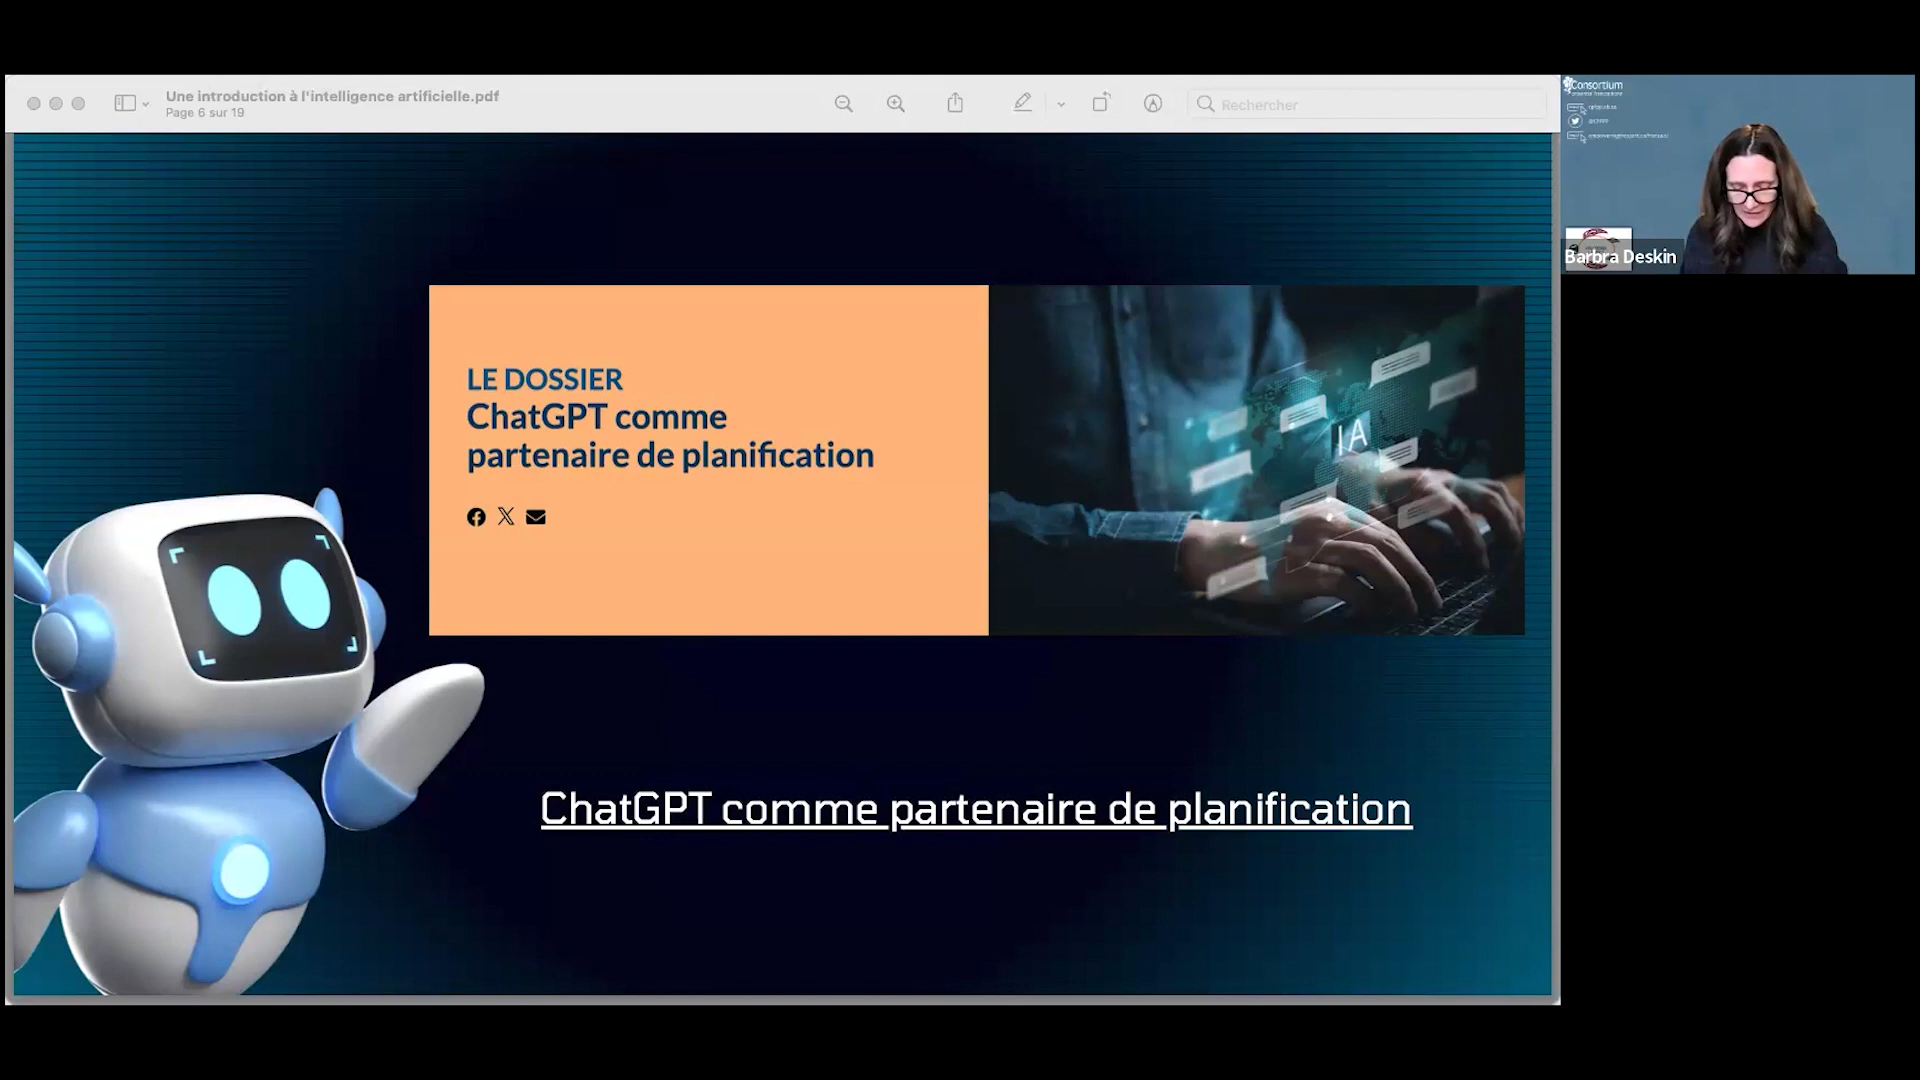 Une introduction à l'intelligence artificielle.pdf
Page 6 sur 19
Rechercher
LE DOSSIER
ChatGPT comme
partenaire de planification
IA
ChatGPT comme partenaire de planification
Consortium
Barbra Deskin